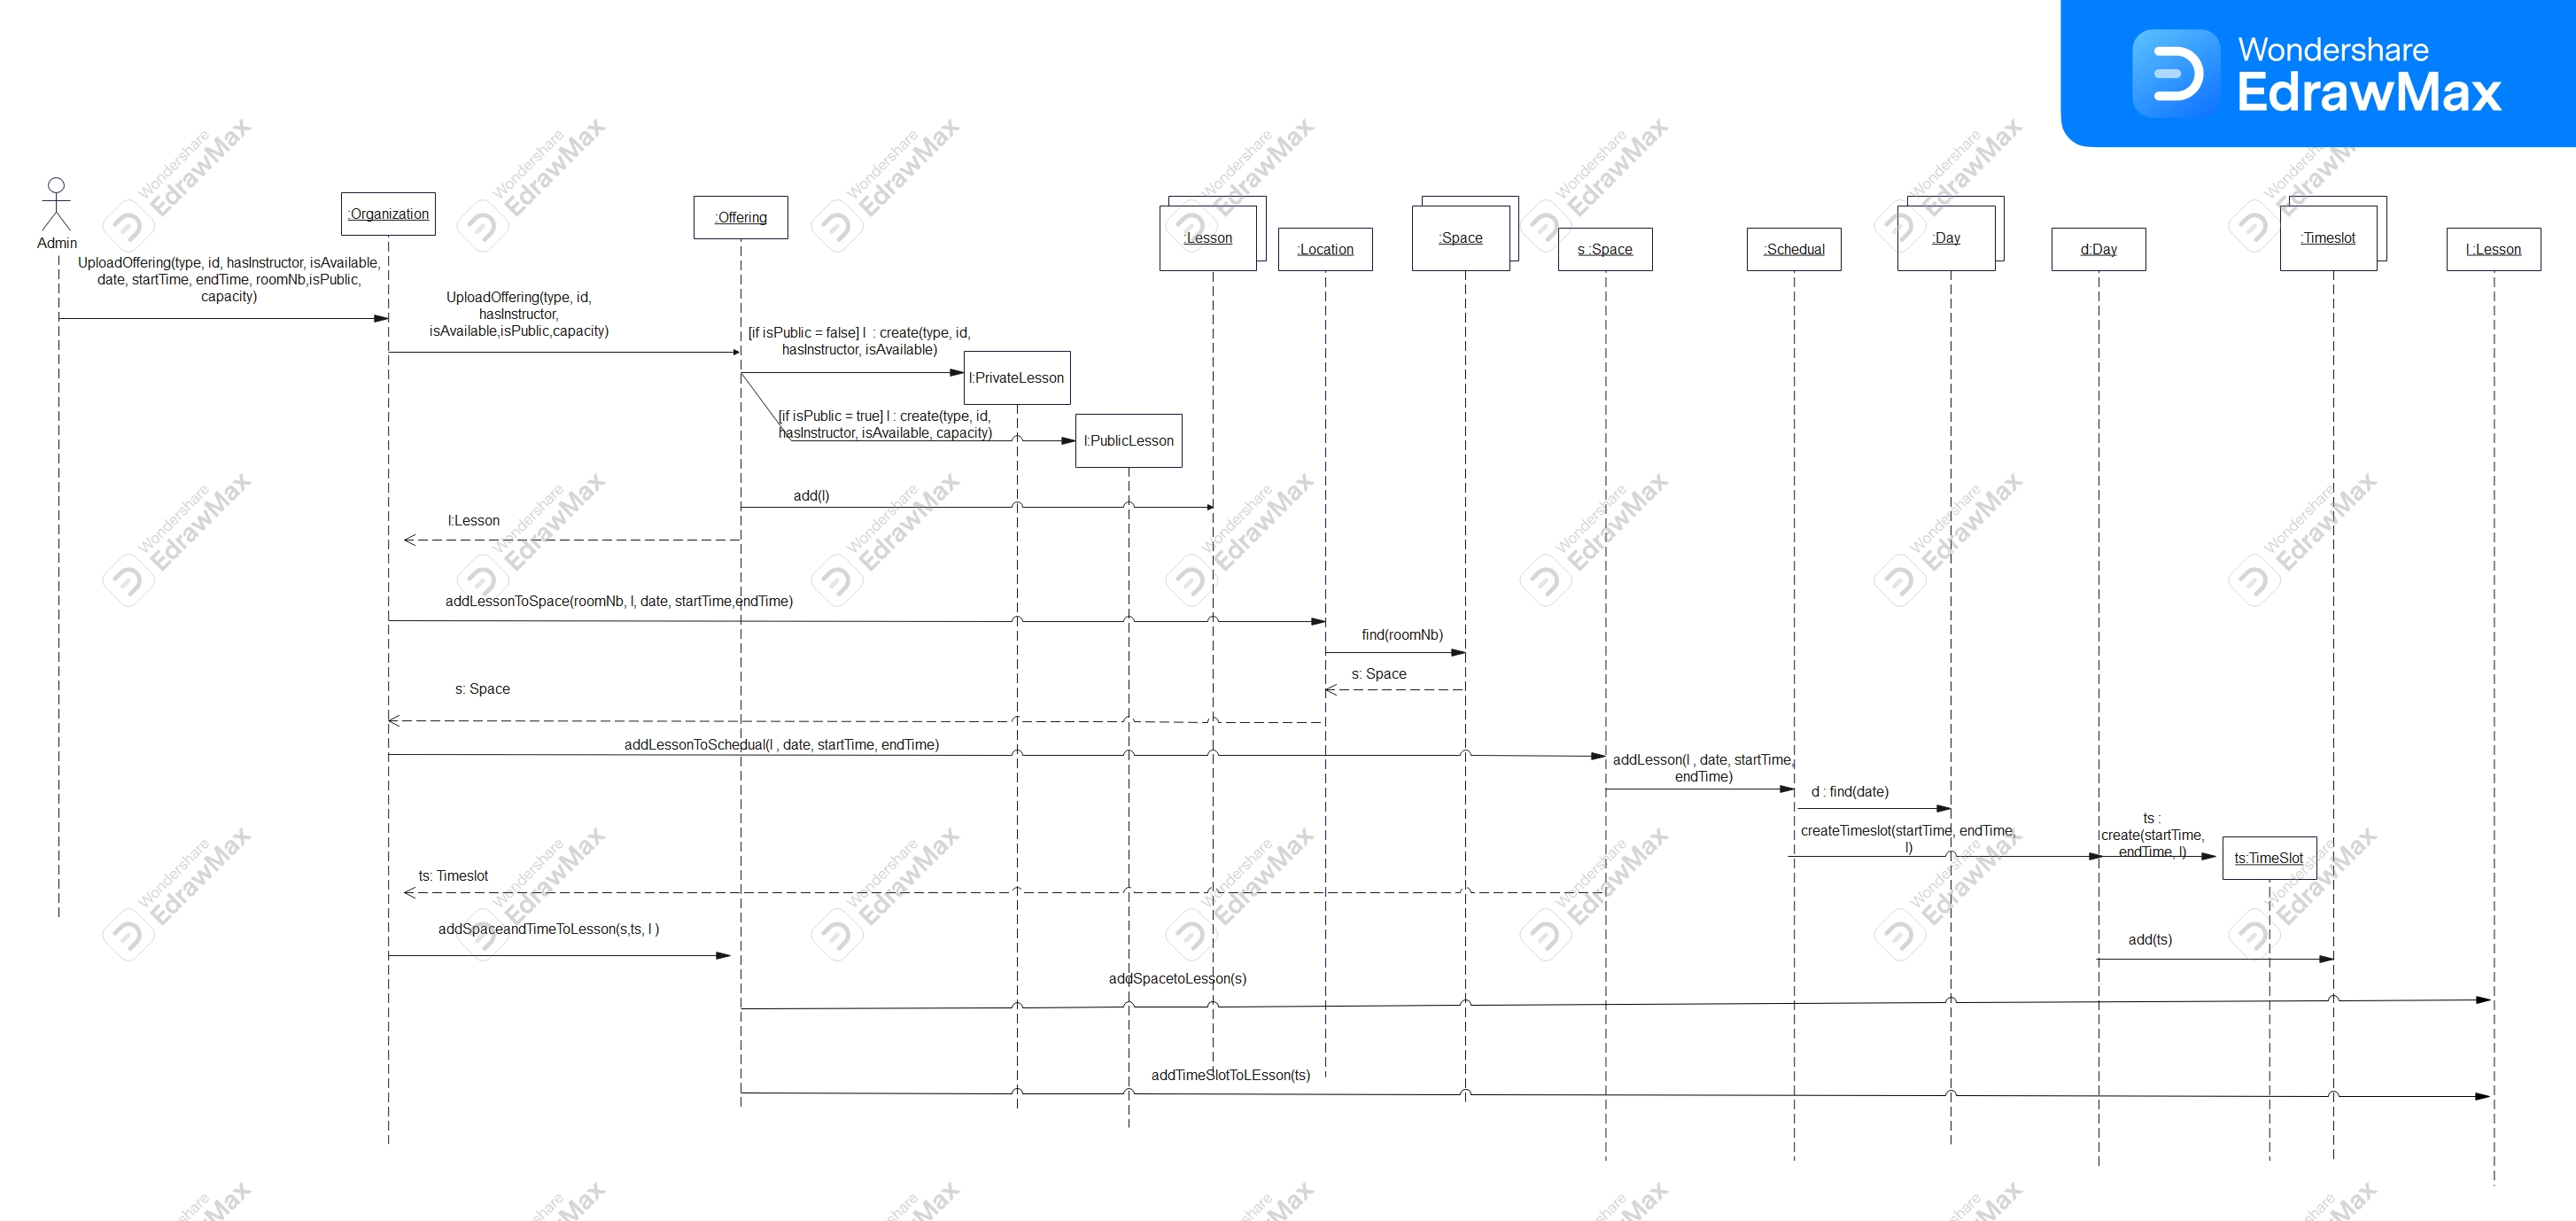 Wondershare
EdrawMax
Admin
:Organization
:Offering
:Lesson
:Location
:Space
s :Space
:Schedual
:Day
d:Day
:Timeslot
l :Lesson
UploadOffering(type, id, hasInstructor, isAvailable,
date, startTime, endTime, roomNb,isPublic,
capacity)
UploadOffering(type, id,
hasInstructor,
isAvailable,isPublic,capacity)
[if isPublic = false] l : create(type, id,
hasInstructor, isAvailable)
l:PrivateLesson
[if isPublic = true] l : create(type, id,
hasInstructor, isAvailable, capacity)
l:PublicLesson
add(l)
l:Lesson
addLessonToSpace(roomNb, l, date, startTime,endTime)
find(roomNb)
s: Space
s: Space
addLessonToSchedual(l , date, startTime, endTime)
addLesson(l , date, startTime,
endTime)
d : find(date)
createTimeslot(startTime, endTime,
l)
ts :
create(startTime,
endTime, l)
ts:TimeSlot
ts: Timeslot
addSpaceandTimeToLesson(s,ts, l )
add(ts)
addSpacetoLesson(s)
addTimeSlotToLEsson(ts)